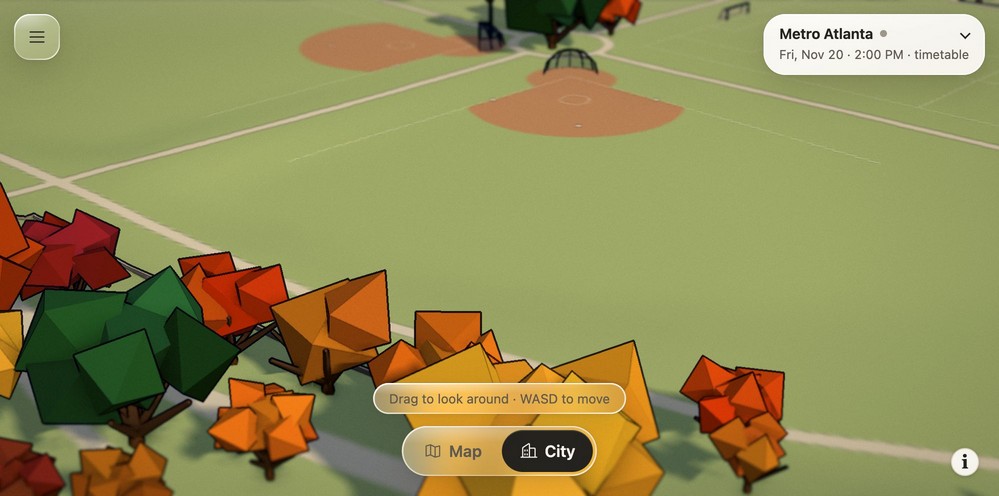 Metro Atlanta
Fri, Nov 20 · 2:00 PM · timetable
Drag to look around · WASD to move
Map
City